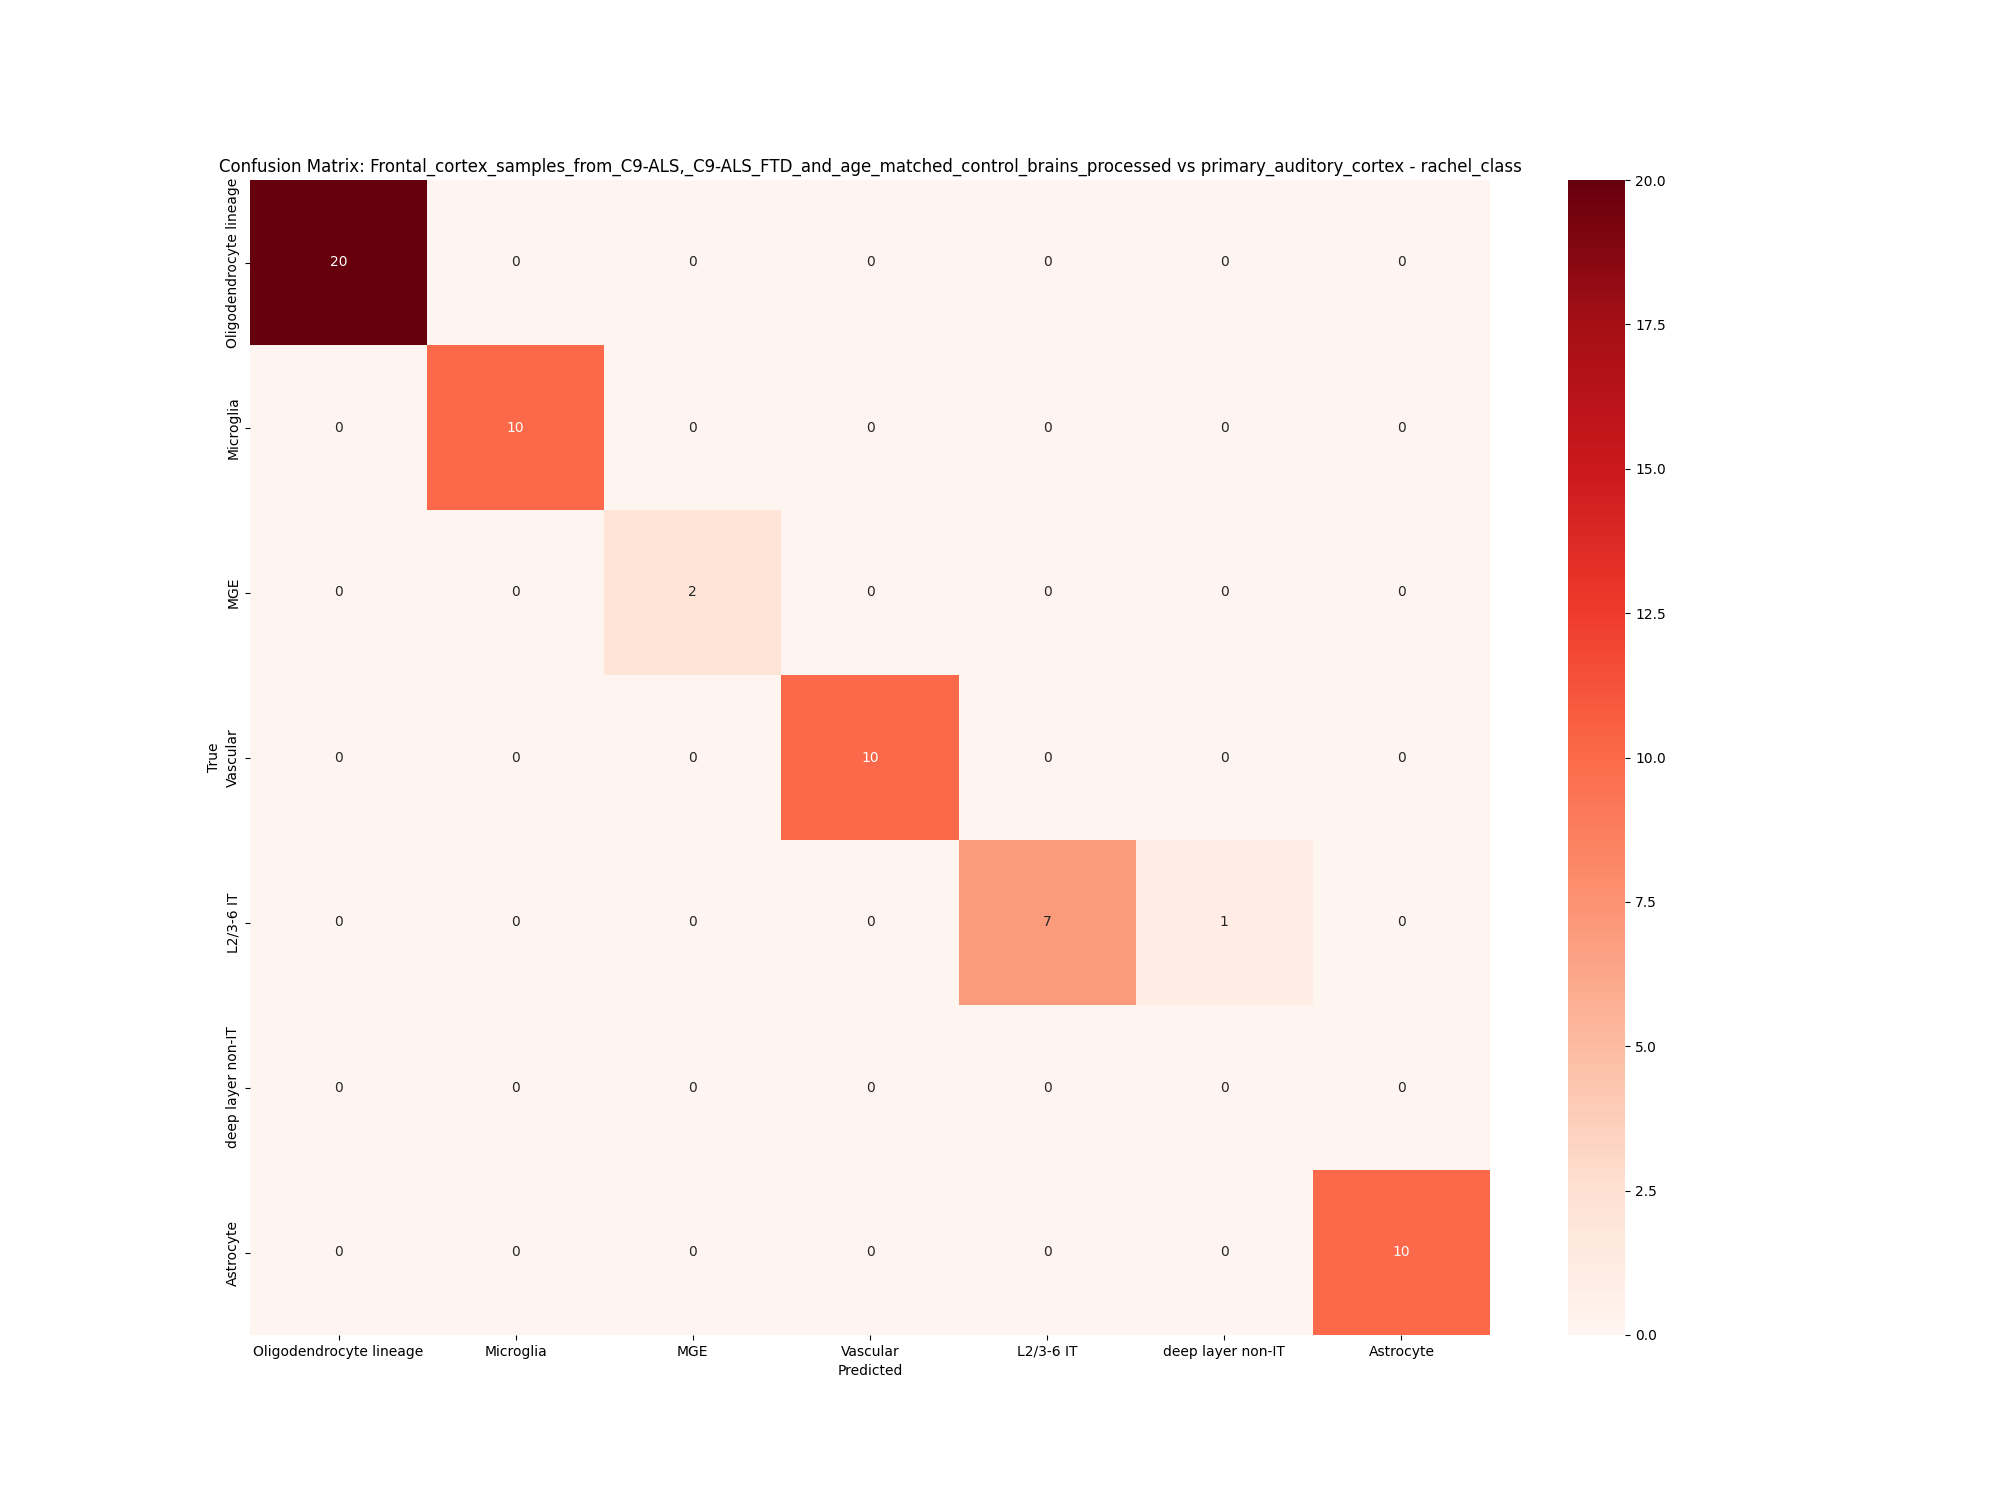 Confusion Matrix: Frontal_cortex_samples_from_C9-ALS,_C9-ALS_FTD_and_age_matched_control_brains_processed vs primary_auditory_cortex - rachel_class
True
Oligodendrocyte lineage
20 0 0 0 0 0 0
Microglia
0 10 0 0 0 0 0
MGE
0 0 2 0 0 0 0
Vascular
0 0 0 10 0 0 0
L2/3-6 IT
0 0 0 0 7 1 0
deep layer non-IT
0 0 0 0 0 0 0
Astrocyte
0 0 0 0 0 0 10
Oligodendrocyte lineage Microglia MGE Vascular L2/3-6 IT deep layer non-IT Astrocyte
Predicted
20.0
17.5
15.0
12.5
10.0
7.5
5.0
2.5
0.0